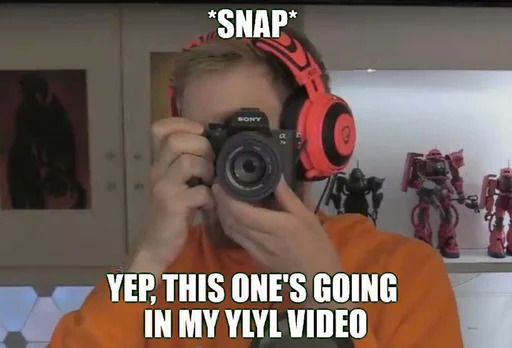 *SNAP*
SONY
YEP, THIS ONE'S GOING
IN MY YLYL VIDEO